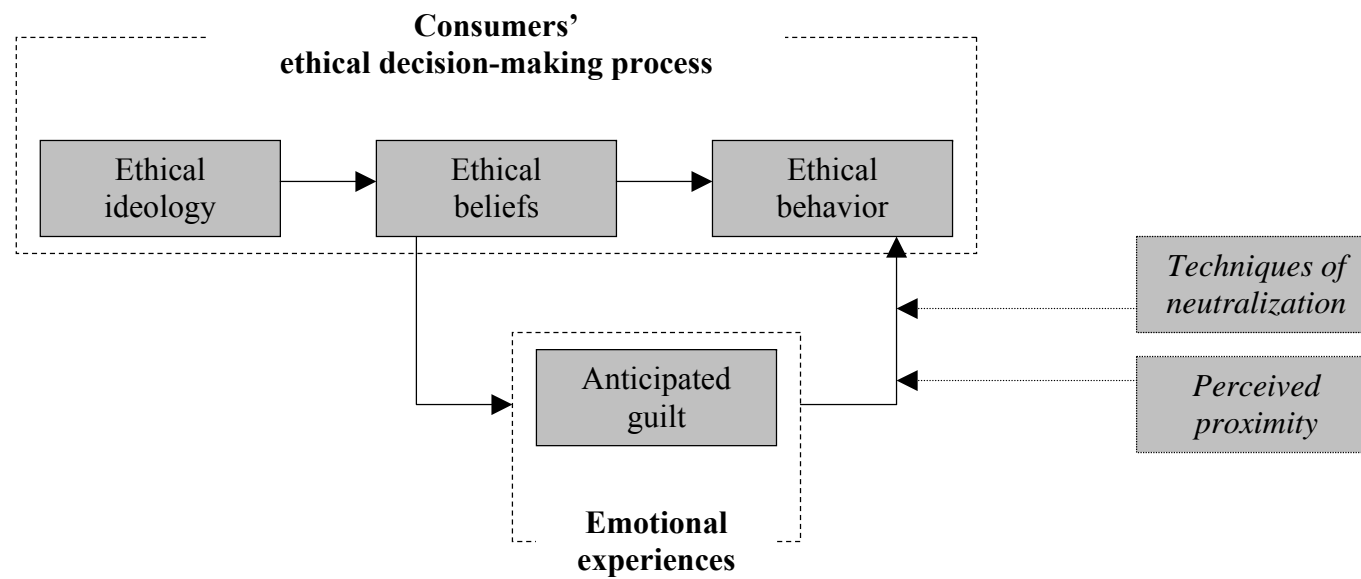 Consumers’
ethical decision-making process
Ethical
ideology
Ethical
beliefs
Ethical
behavior
Techniques of
neutralization
Anticipated
guilt
Perceived
proximity
Emotional
experiences